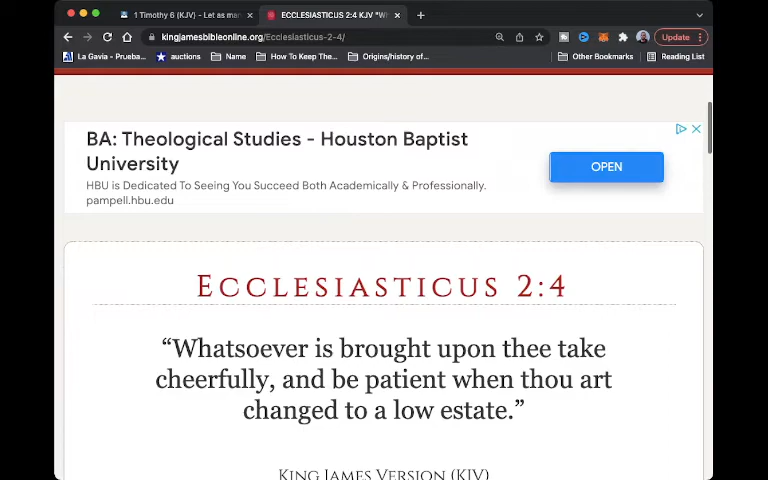 1 Timothy 6 (KJV) - Let as mar
ECCLESIASTICUS 2:4 KJV "W
kingjamesbibleonline.org/Ecclesiasticus-2-4/
Update
La Gavia - Prueba...
auctions
Name
How To Keep The...
Origins/history of...
Other Bookmarks
Reading List
BA: Theological Studies - Houston Baptist
University
HBU is Dedicated To Seeing You Succeed Both Academically & Professionally.
pampell.hbu.edu
OPEN
ECCLESIASTICUS 2:4
“Whatsoever is brought upon thee take
cheerfully, and be patient when thou art
changed to a low estate.”
KING JAMES VERSION (KJV)